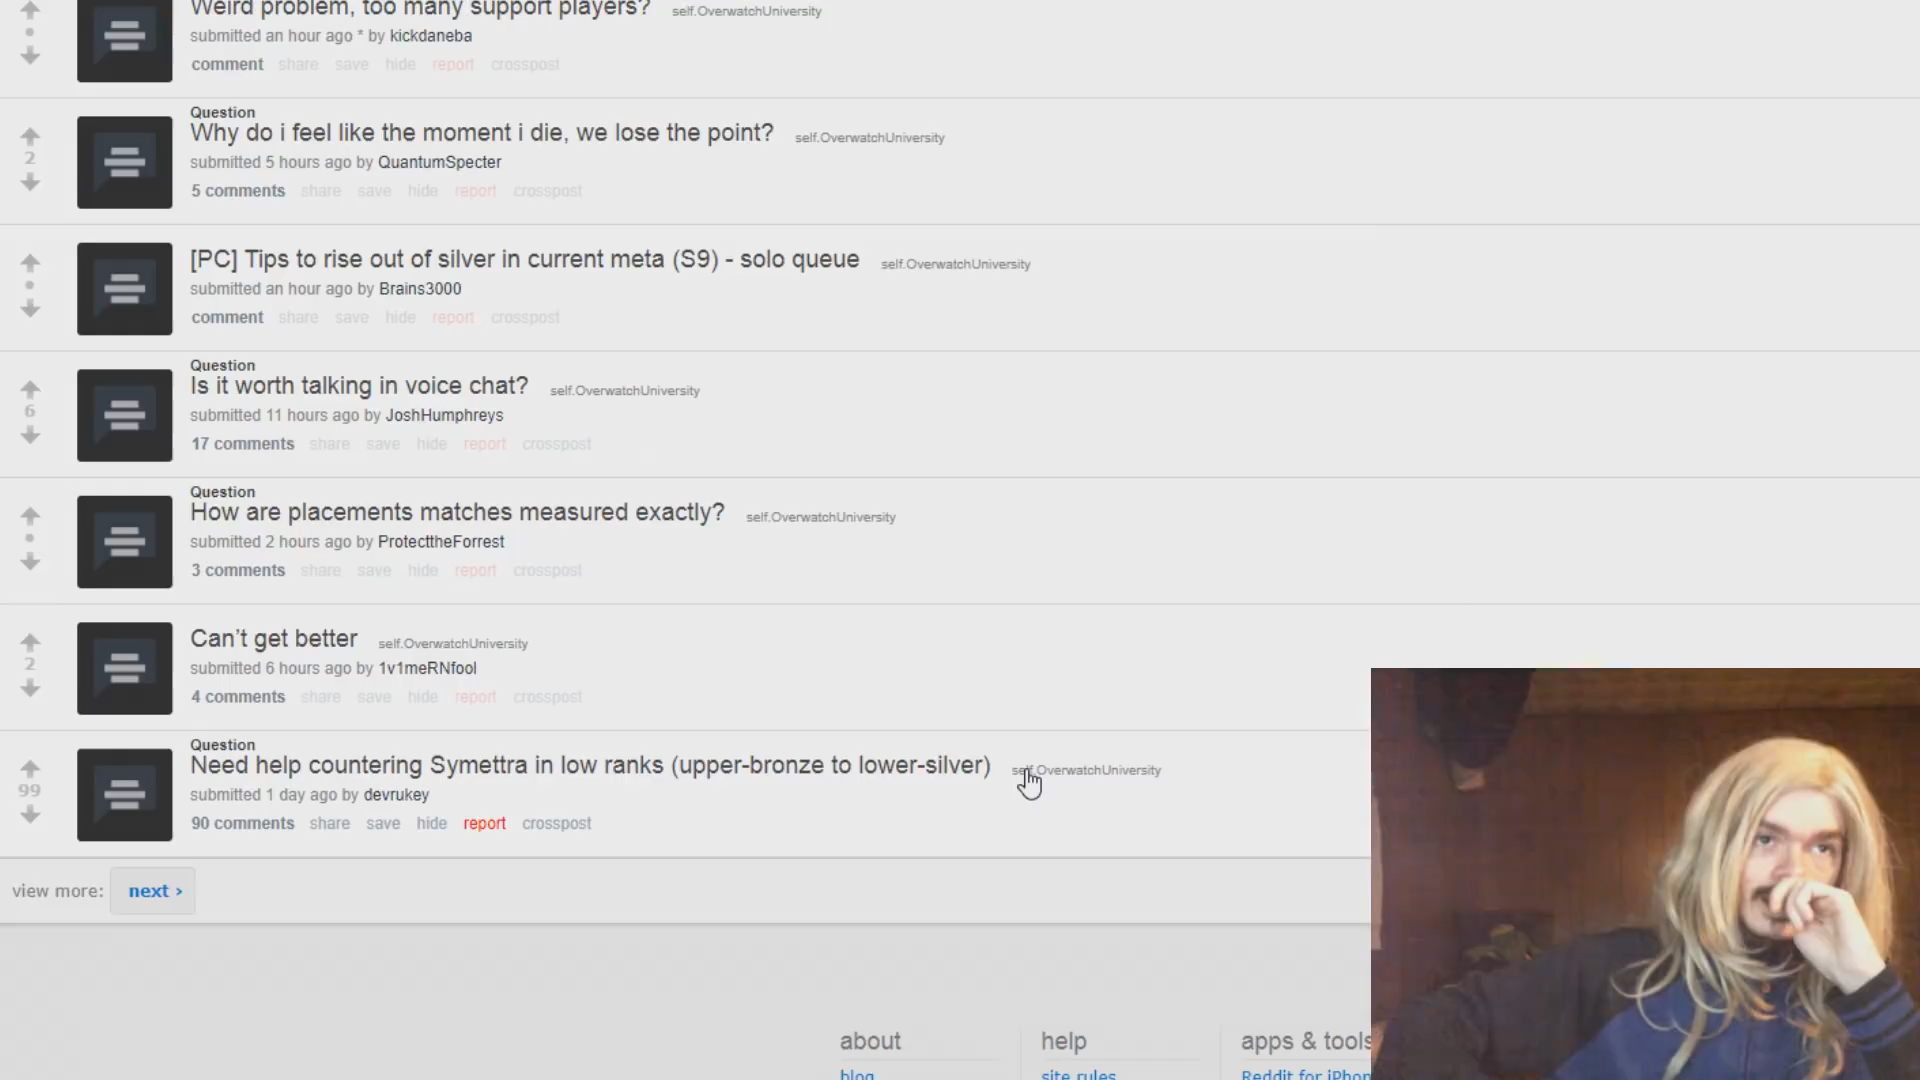 Weird problem, too many support players? self.OverwatchUniversity
submitted an hour ago * by kickdaneba
comment share save hide report crosspost
Question
2
Why do i feel like the moment i die, we lose the point? self.OverwatchUniversity
submitted 5 hours ago by QuantumSpecter
5 comments share save hide report crosspost
[PC] Tips to rise out of silver in current meta (S9) - solo queue self.OverwatchUniversity
submitted an hour ago by Brains3000
comment share save hide report crosspost
Question
6
Is it worth talking in voice chat? self.OverwatchUniversity
submitted 11 hours ago by JoshHumphreys
17 comments share save hide report crosspost
Question
How are placements matches measured exactly? self.OverwatchUniversity
submitted 2 hours ago by ProtecttheForrest
3 comments share save hide report crosspost
2
Can't get better self.OverwatchUniversity
submitted 6 hours ago by 1v1meRNfool
4 comments share save hide report crosspost
Question
99
Need help countering Symettra in low ranks (upper-bronze to lower-silver) self.OverwatchUniversity
submitted 1 day ago by devrukey
90 comments share save hide report crosspost
view more: next ›
about help apps & tools
blog site rules Reddit for iPhon